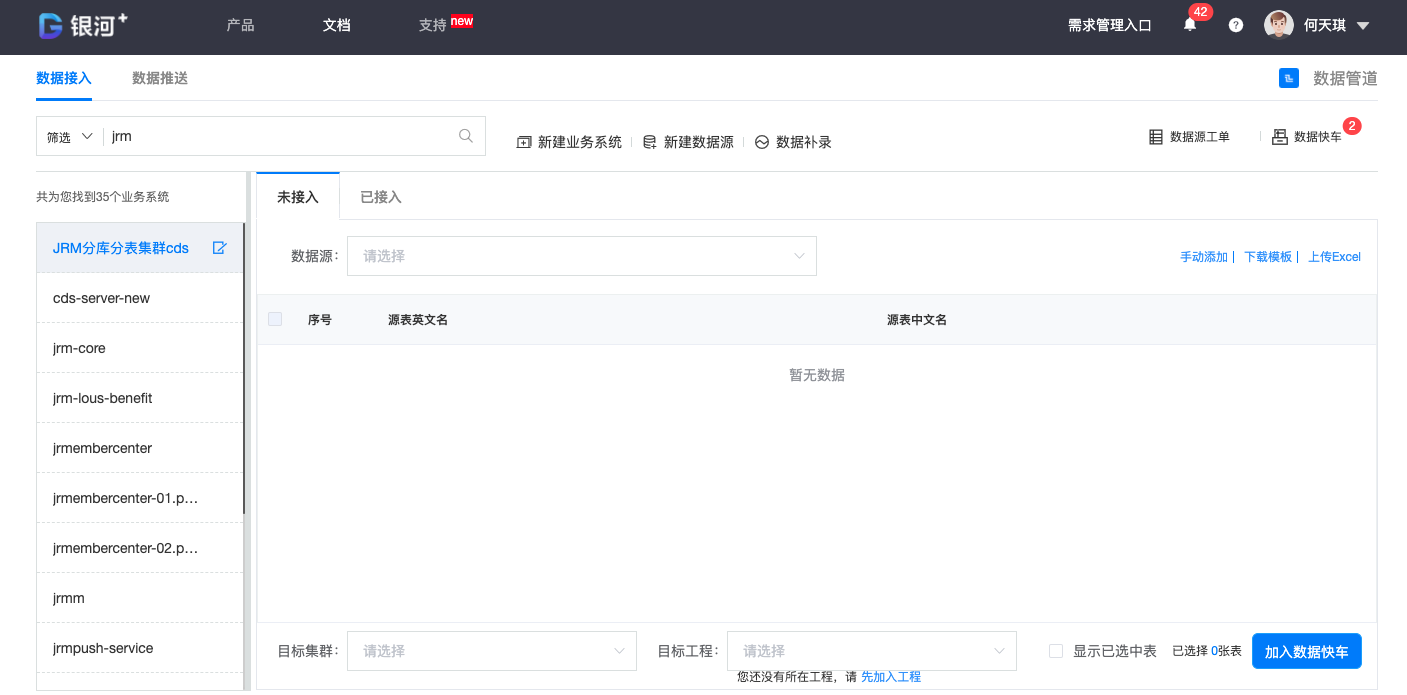 银河+
产品
文档
支持 new
需求管理入口
42
何天琪
数据接入
数据推送
数据管道
筛选
jrm
新建业务系统
新建数据源
数据补录
数据源工单
数据快车
2
共为您找到35个业务系统
JRM分库分表集群cds
cds-server-new
jrm-core
jrm-lous-benefit
jrmembercenter
jrmembercenter-01.p…
jrmembercenter-02.p…
jrmm
jrmpush-service
未接入
已接入
数据源：
请选择
手动添加 | 下载模板 | 上传Excel
序号
源表英文名
源表中文名
暂无数据
目标集群：
请选择
目标工程：
请选择
您还没有所在工程，请 先加入工程
显示已选中表
已选择 0张表
加入数据快车